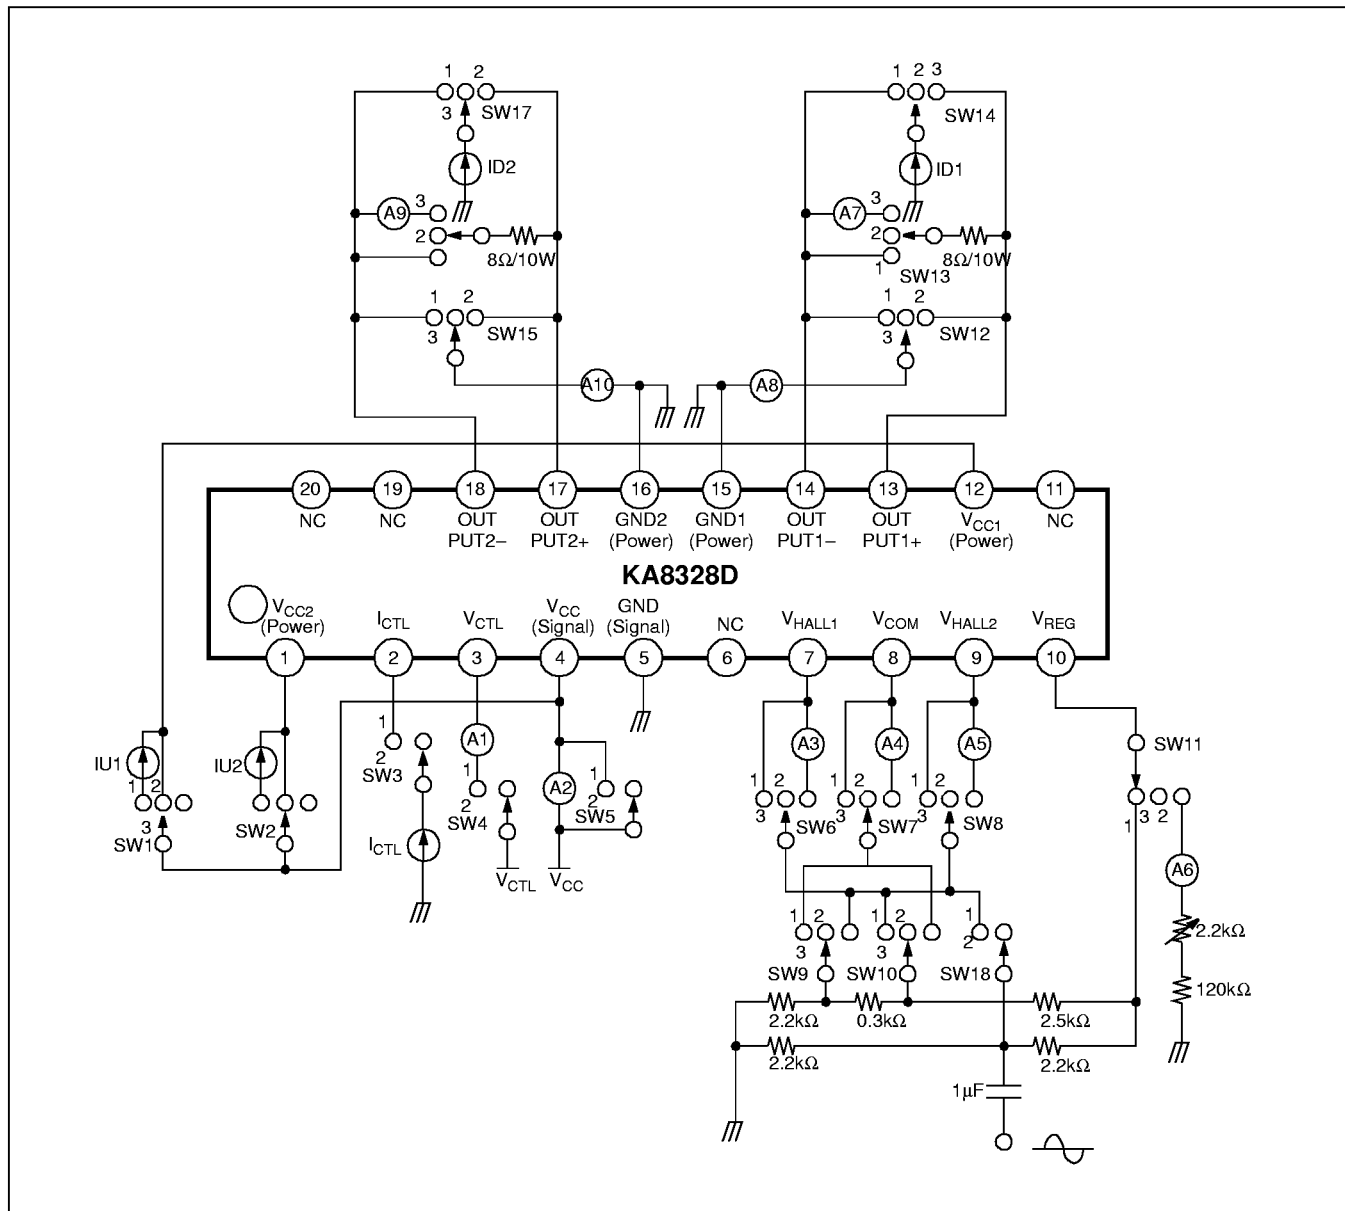 1 2
3
SW17
ID2
A9 3
2
8Ω/10W
1 2
3
SW15
A10
1 2 3
SW14
ID1
A7 3
2
1
SW13
8Ω/10W
1 2
3
SW12
A8
20 19 18 17 16 15 14 13 12 11
NC NC OUT PUT2– OUT PUT2+ GND2 (Power) GND1 (Power) OUT PUT1– OUT PUT1+ VCC1 (Power) NC
KA8328D
VCC2 (Power) ICTL VCTL VCC (Signal) GND (Signal) NC VHALL1 VCOM VHALL2 VREG
1 2 3 4 5 6 7 8 9 10
IU1
1 2
3
SW1
IU2
SW2
1
2
SW3
ICTL
A1
1
2
SW4
VCTL
A2
1
2
SW5
VCC
A3
1 2
3
SW6
A4
1 2
3
SW7
A5
1 2
3
SW8
SW11
3 2
1
A6
2.2kΩ
120kΩ
1 2
3
SW9
1 2
3
SW10
1
2
SW18
2.2kΩ 0.3kΩ 2.5kΩ
2.2kΩ 2.2kΩ
1µF